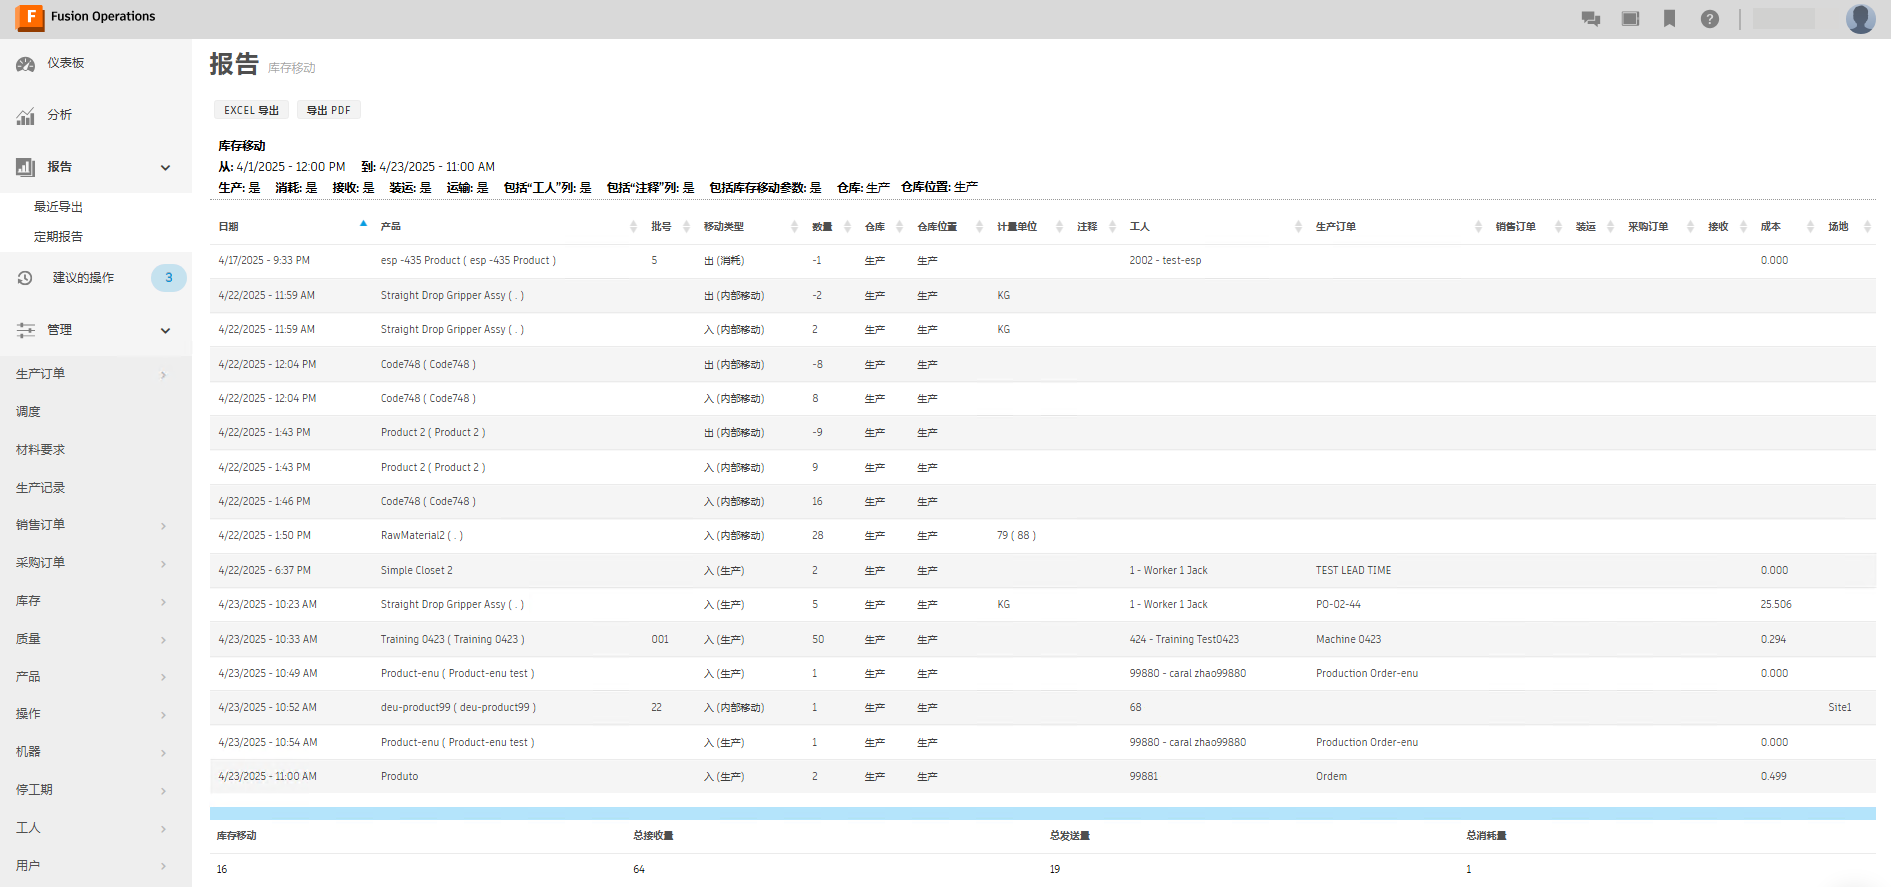 Fusion Operations
仪表板
分析
报告
最近导出
定期报告
建议的操作 3
管理
生产订单
调度
材料要求
生产记录
销售订单
采购订单
库存
质量
产品
操作
机器
停工期
工人
用户
报告 库存移动
EXCEL 导出 导出 PDF
库存移动
从: 4/1/2025 - 12:00 PM 到: 4/23/2025 - 11:00 AM
生产: 是 消耗: 是 接收: 是 装运: 是 运输: 是 包括“工人”列: 是 包括“注释”列: 是 包括库存移动参数: 是 仓库: 生产 仓库位置: 生产
日期 产品 批号 移动类型 数量 仓库 仓库位置 计量单位 注释 工人 生产订单 销售订单 装运 采购订单 接收 成本 场地
4/17/2025 - 9:33 PM esp -435 Product ( esp -435 Product ) 5 出 (消耗) -1 生产 生产 2002 - test-esp 0.000
4/22/2025 - 11:59 AM Straight Drop Gripper Assy ( . ) 出 (内部移动) -2 生产 生产 KG
4/22/2025 - 11:59 AM Straight Drop Gripper Assy ( . ) 入 (内部移动) 2 生产 生产 KG
4/22/2025 - 12:04 PM Code748 ( Code748 ) 出 (内部移动) -8 生产 生产
4/22/2025 - 12:04 PM Code748 ( Code748 ) 入 (内部移动) 8 生产 生产
4/22/2025 - 1:43 PM Product 2 ( Product 2 ) 出 (内部移动) -9 生产 生产
4/22/2025 - 1:43 PM Product 2 ( Product 2 ) 入 (内部移动) 9 生产 生产
4/22/2025 - 1:46 PM Code748 ( Code748 ) 入 (内部移动) 16 生产 生产
4/22/2025 - 1:50 PM RawMaterial2 ( . ) 入 (内部移动) 28 生产 生产 79 ( 88 )
4/22/2025 - 6:37 PM Simple Closet 2 入 (生产) 2 生产 生产 1 - Worker 1 Jack TEST LEAD TIME 0.000
4/23/2025 - 10:23 AM Straight Drop Gripper Assy ( . ) 入 (生产) 5 生产 生产 KG 1 - Worker 1 Jack PO-02-44 25.506
4/23/2025 - 10:33 AM Training 0423 ( Training 0423 ) 001 入 (生产) 50 生产 生产 424 - Training Test0423 Machine 0423 0.294
4/23/2025 - 10:49 AM Product-enu ( Product-enu test ) 入 (生产) 1 生产 生产 99880 - caral zhao99880 Production Order-enu 0.000
4/23/2025 - 10:52 AM deu-product99 ( deu-product99 ) 22 入 (内部移动) 1 生产 生产 68 Site1
4/23/2025 - 10:54 AM Product-enu ( Product-enu test ) 入 (生产) 1 生产 生产 99880 - caral zhao99880 Production Order-enu 0.000
4/23/2025 - 11:00 AM Produto 入 (生产) 2 生产 生产 99881 Ordem 0.499
库存移动 总接收量 总发送量 总消耗量
16 64 19 1